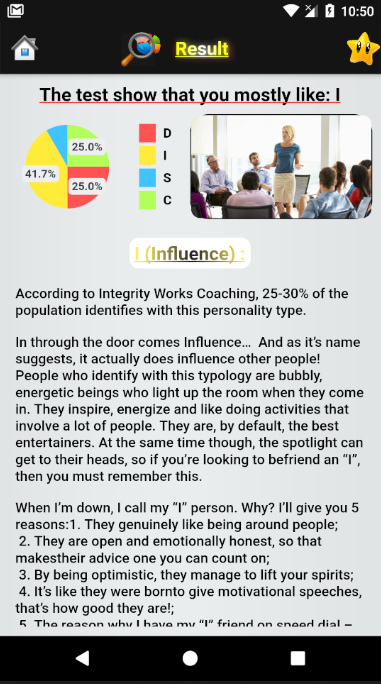 10:50
Result
The test show that you mostly like: I
25.0%
41.7%
25.0%
D
I
S
C
I (Influence) :
According to Integrity Works Coaching, 25-30% of the
population identifies with this personality type.
In through the door comes Influence… And as it’s name
suggests, it actually does influence other people!
People who identify with this typology are bubbly,
energetic beings who light up the room when they come
in. They inspire, energize and like doing activities that
involve a lot of people. They are, by default, the best
entertainers. At the same time though, the spotlight can
get to their heads, so if you’re looking to befriend an “I”,
then you must remember this.
When I’m down, I call my “I” person. Why? I’ll give you 5
reasons:1. They genuinely like being around people;
2. They are open and emotionally honest, so that
makestheir advice one you can count on;
3. By being optimistic, they manage to lift your spirits;
4. It’s like they were bornto give motivational speeches,
that’s how good they are!;
5. The reason why I have my “I” friend on speed dial –